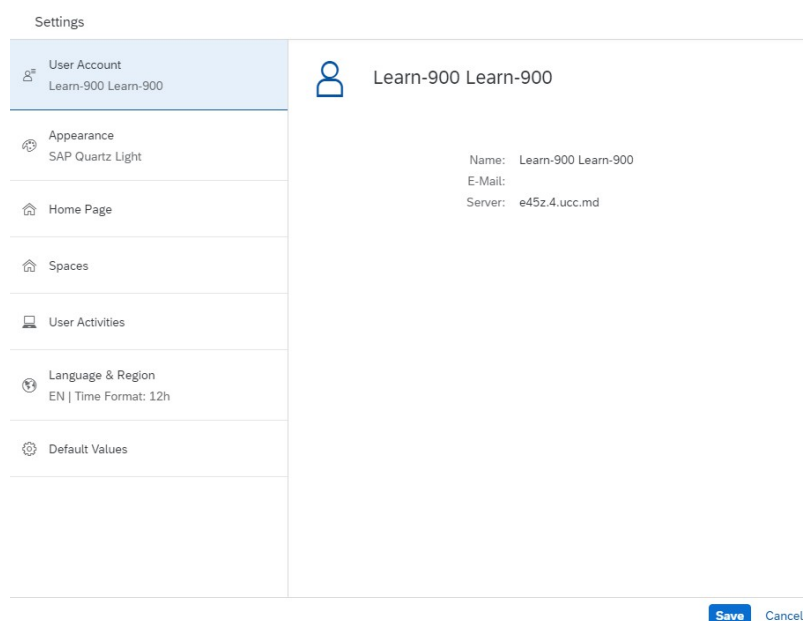 Settings
User Account
Learn-900 Learn-900
Appearance
SAP Quartz Light
Home Page
Spaces
User Activities
Language & Region
EN | Time Format: 12h
Default Values
Learn-900 Learn-900
Name: Learn-900 Learn-900
E-Mail:
Server: e45z.4.ucc.md
Save Cancel